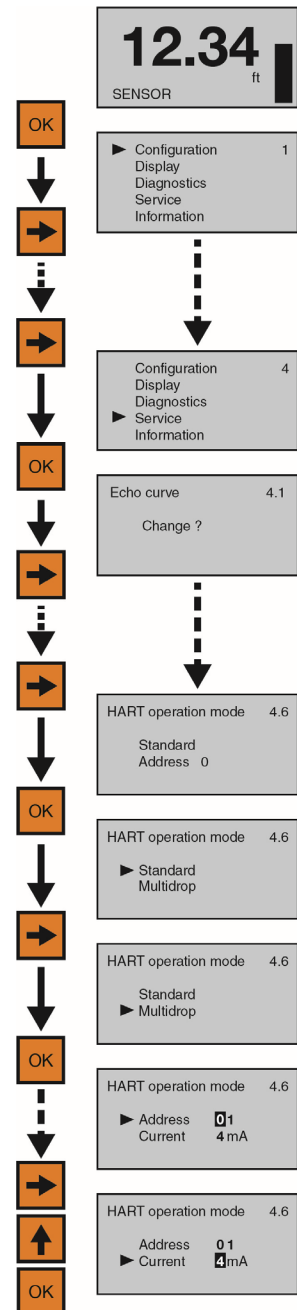 12.34
ft
SENSOR
OK
Configuration 1
Display
Diagnostics
Service
Information
Configuration 4
Display
Diagnostics
Service
Information
OK
Echo curve 4.1
Change ?
HART operation mode 4.6
Standard
Address 0
OK
HART operation mode 4.6
Standard
Multidrop
HART operation mode 4.6
Standard
Multidrop
OK
HART operation mode 4.6
Address 01
Current 4 mA
HART operation mode 4.6
Address 01
Current 4 mA
OK